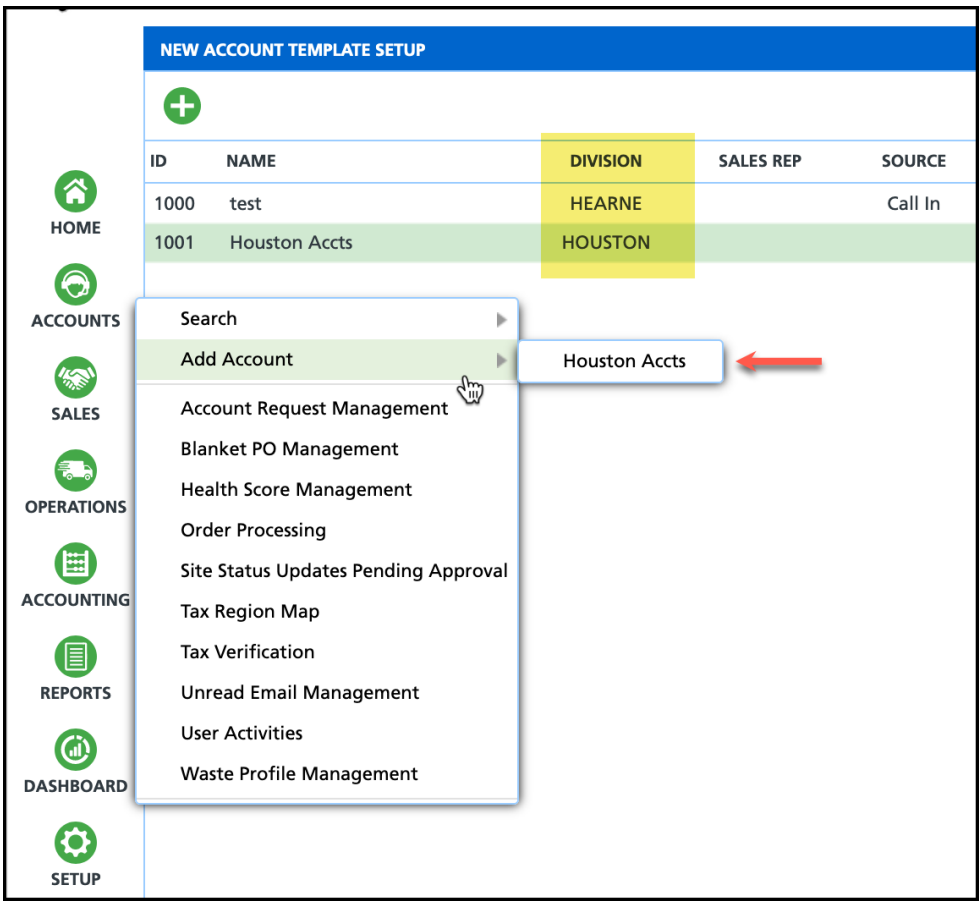 NEW ACCOUNT TEMPLATE SETUP
ID NAME DIVISION SALES REP SOURCE
1000 test HEARNE Call In
1001 Houston Accts HOUSTON
HOME
ACCOUNTS
SALES
OPERATIONS
ACCOUNTING
REPORTS
DASHBOARD
SETUP
Search
Add Account
Houston Accts
Account Request Management
Blanket PO Management
Health Score Management
Order Processing
Site Status Updates Pending Approval
Tax Region Map
Tax Verification
Unread Email Management
User Activities
Waste Profile Management